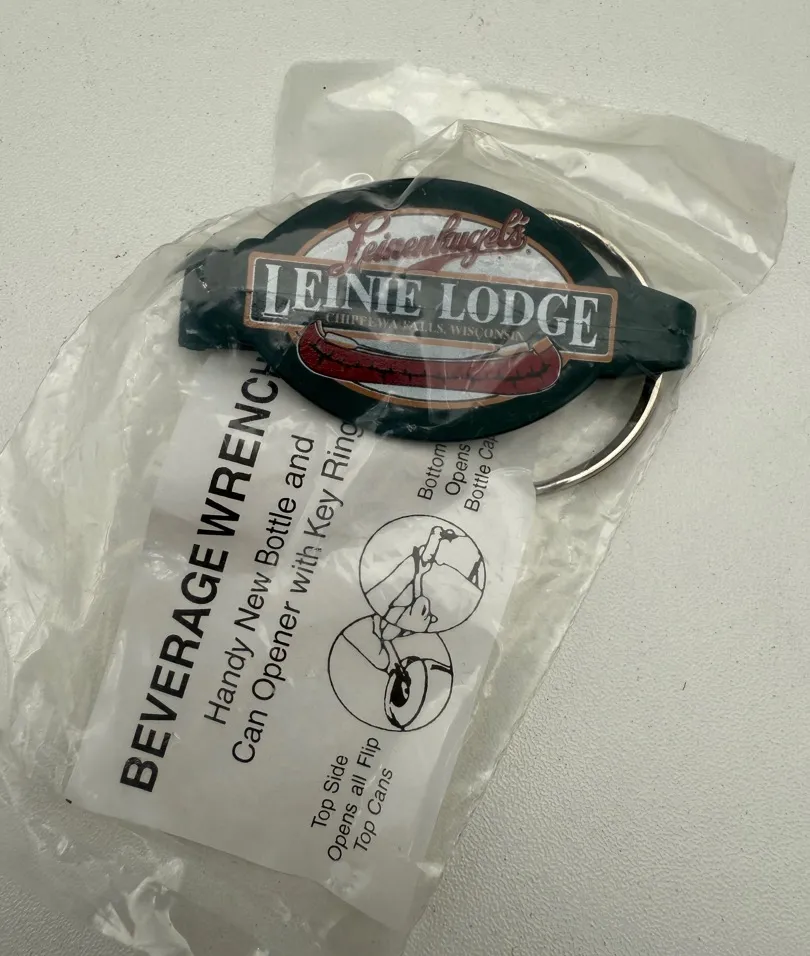 Leinenkugel's
LEINIE LODGE
CHIPPEWA FALLS, WISCONSIN
BEVERAGE WRENCH
Handy New Bottle and
Can Opener with Key Ring
Bottom
Opens
Bottle Cap
Top Side
Opens all Flip
Top Cans